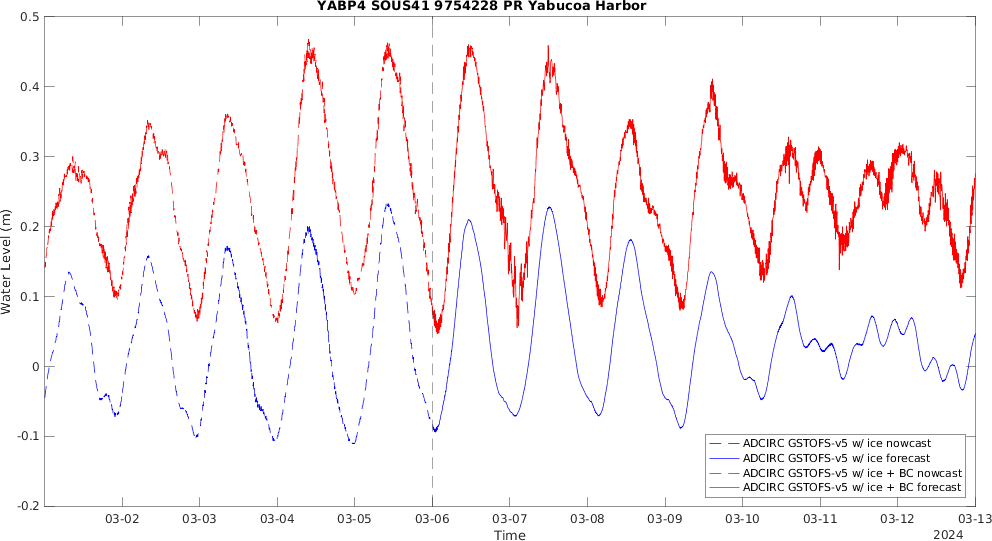 YABP4 SOUS41 9754228 PR Yabucoa Harbor
0.5
0.4
0.3
0.2
0.1
0
-0.1
-0.2
Water Level (m)
ADCIRC GSTOFS-v5 w/ ice nowcast
ADCIRC GSTOFS-v5 w/ ice forecast
ADCIRC GSTOFS-v5 w/ ice + BC nowcast
ADCIRC GSTOFS-v5 w/ ice + BC forecast
03-02 03-03 03-04 03-05 03-06 03-07 03-08 03-09 03-10 03-11 03-12 03-13
Time
2024